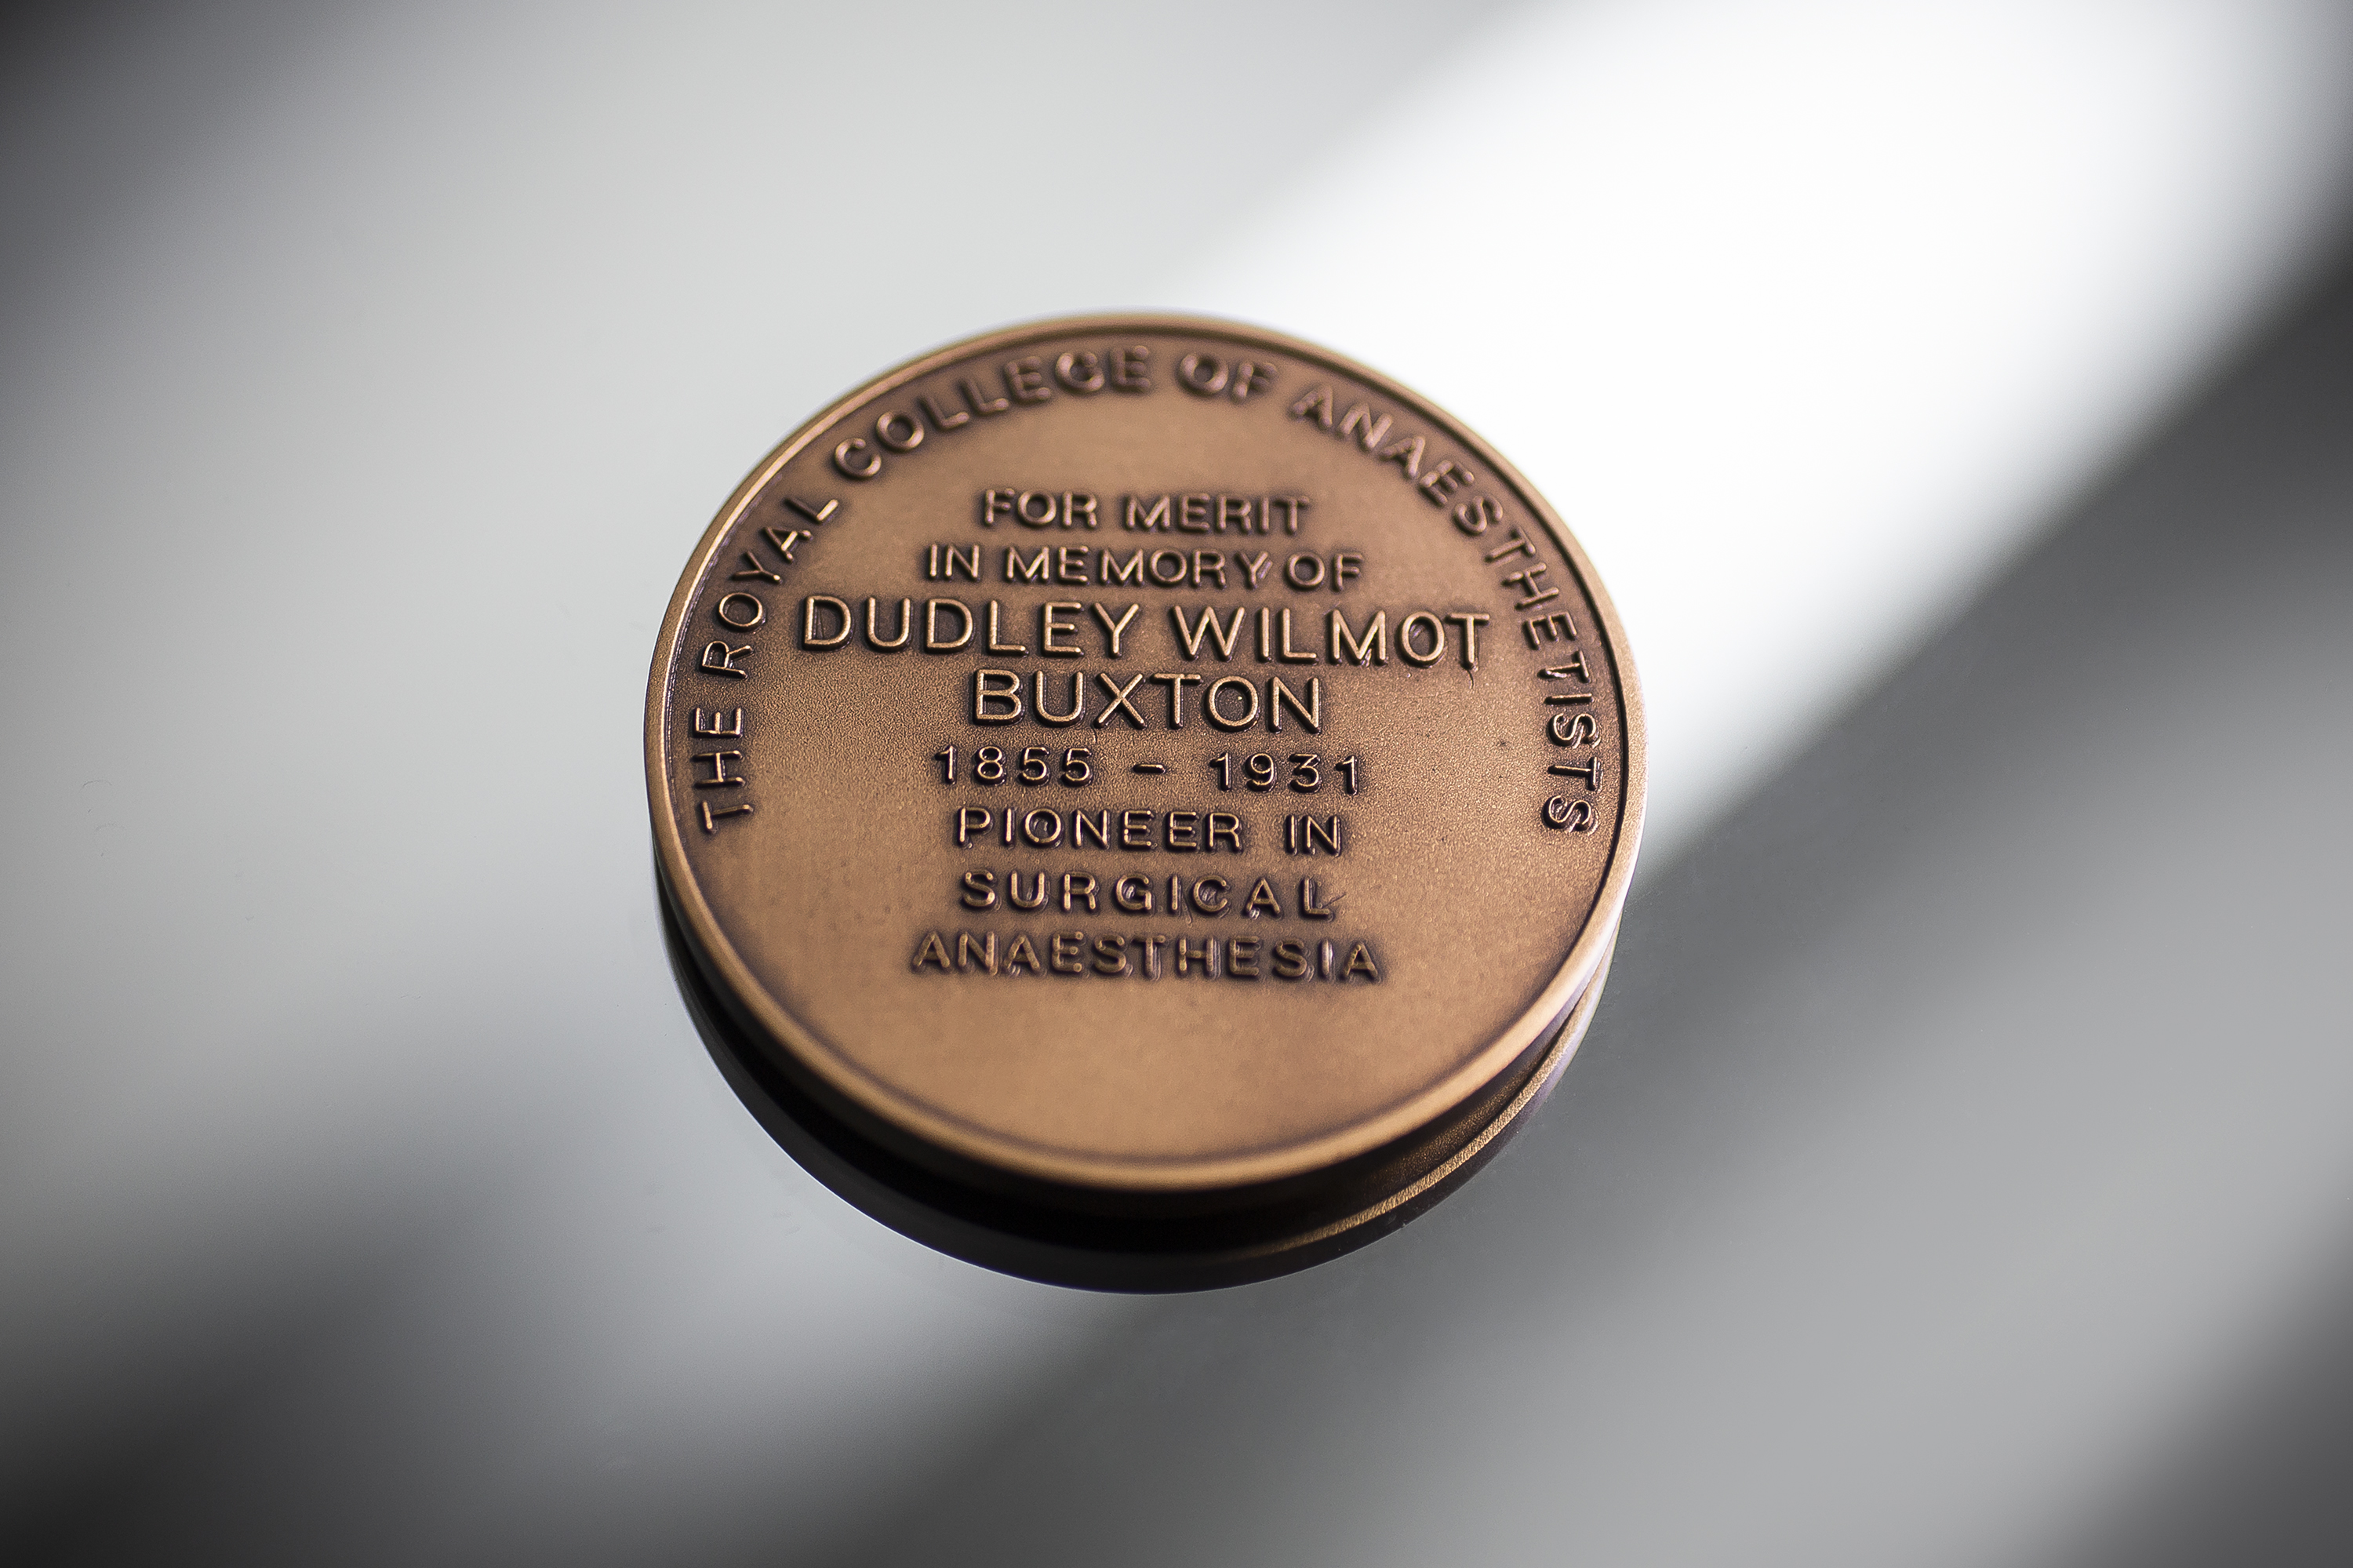 THE ROYAL COLLEGE OF ANAESTHETISTS
FOR MERIT
IN MEMORY OF
DUDLEY WILMOT
BUXTON
1855 - 1931
PIONEER IN
SURGICAL
ANAESTHESIA